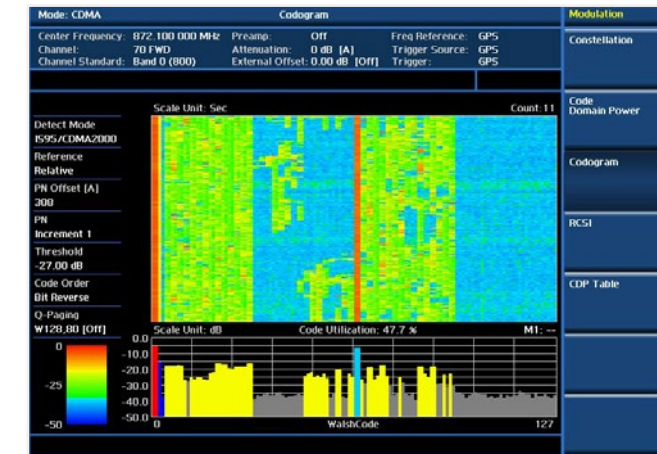 Mode: CDMA Codogram Modulation
Center Frequency: 872.100 000 MHz Preamp: Off Freq Reference: GPS
Channel: 70 FWD Attenuation: 0 dB [A] Trigger Source: GPS
Channel Standard: Band 0 (800) External Offset: 0.00 dB [Off] Trigger: GPS
Constellation
Code
Domain Power
Codogram
RCSI
CDP Table
Scale Unit: Sec Count:11
Detect Mode
IS95/CDMA2000
Reference
Relative
PN Offset [A]
300
PN
Increment 1
Threshold
-27.00 dB
Code Order
Bit Reverse
Q-Paging
W128,80 [Off]
Scale Unit: dB Code Utilization: 47.7 % M1: --
0
-25
-50
0.0
-10.0
-20.0
-30.0
-40.0
-50.0
0 WalshCode 127